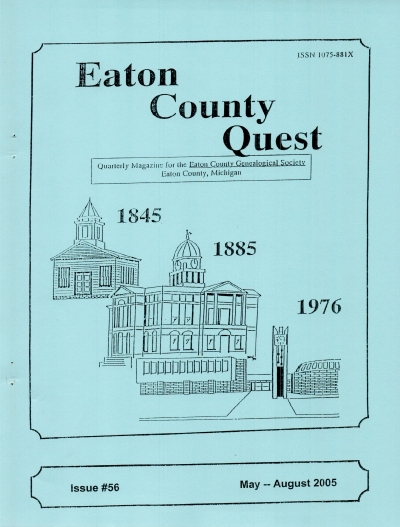 ISSN 1075-881X
Eaton
County
Quest
Quarterly Magazine for the Eaton County Genealogical Society
Eaton County, Michigan
1845
1885
1976
Issue #56
May -- August 2005